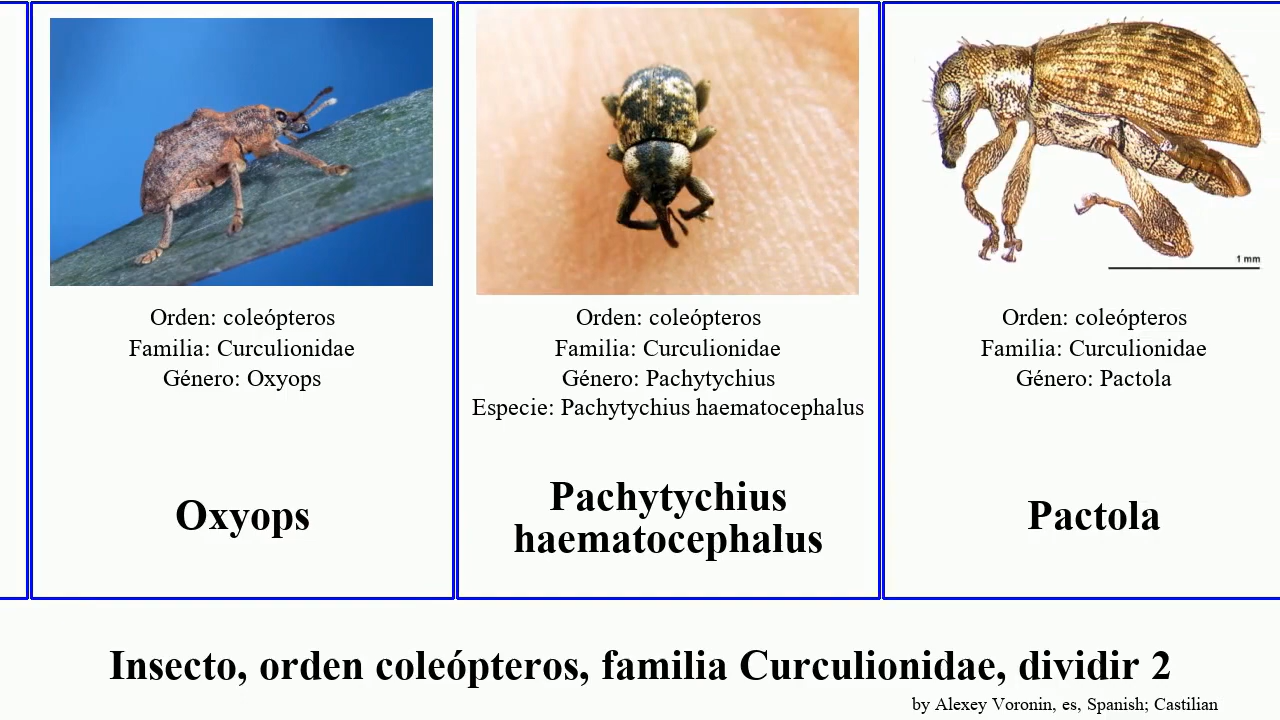 Orden: coleópteros
Familia: Curculionidae
Género: Oxyops
Oxyops
Orden: coleópteros
Familia: Curculionidae
Género: Pachytychius
Especie: Pachytychius haematocephalus
Pachytychius
haematocephalus
1 mm
Orden: coleópteros
Familia: Curculionidae
Género: Pactola
Pactola
Insecto, orden coleópteros, familia Curculionidae, dividir 2
by Alexey Voronin, es, Spanish; Castilian